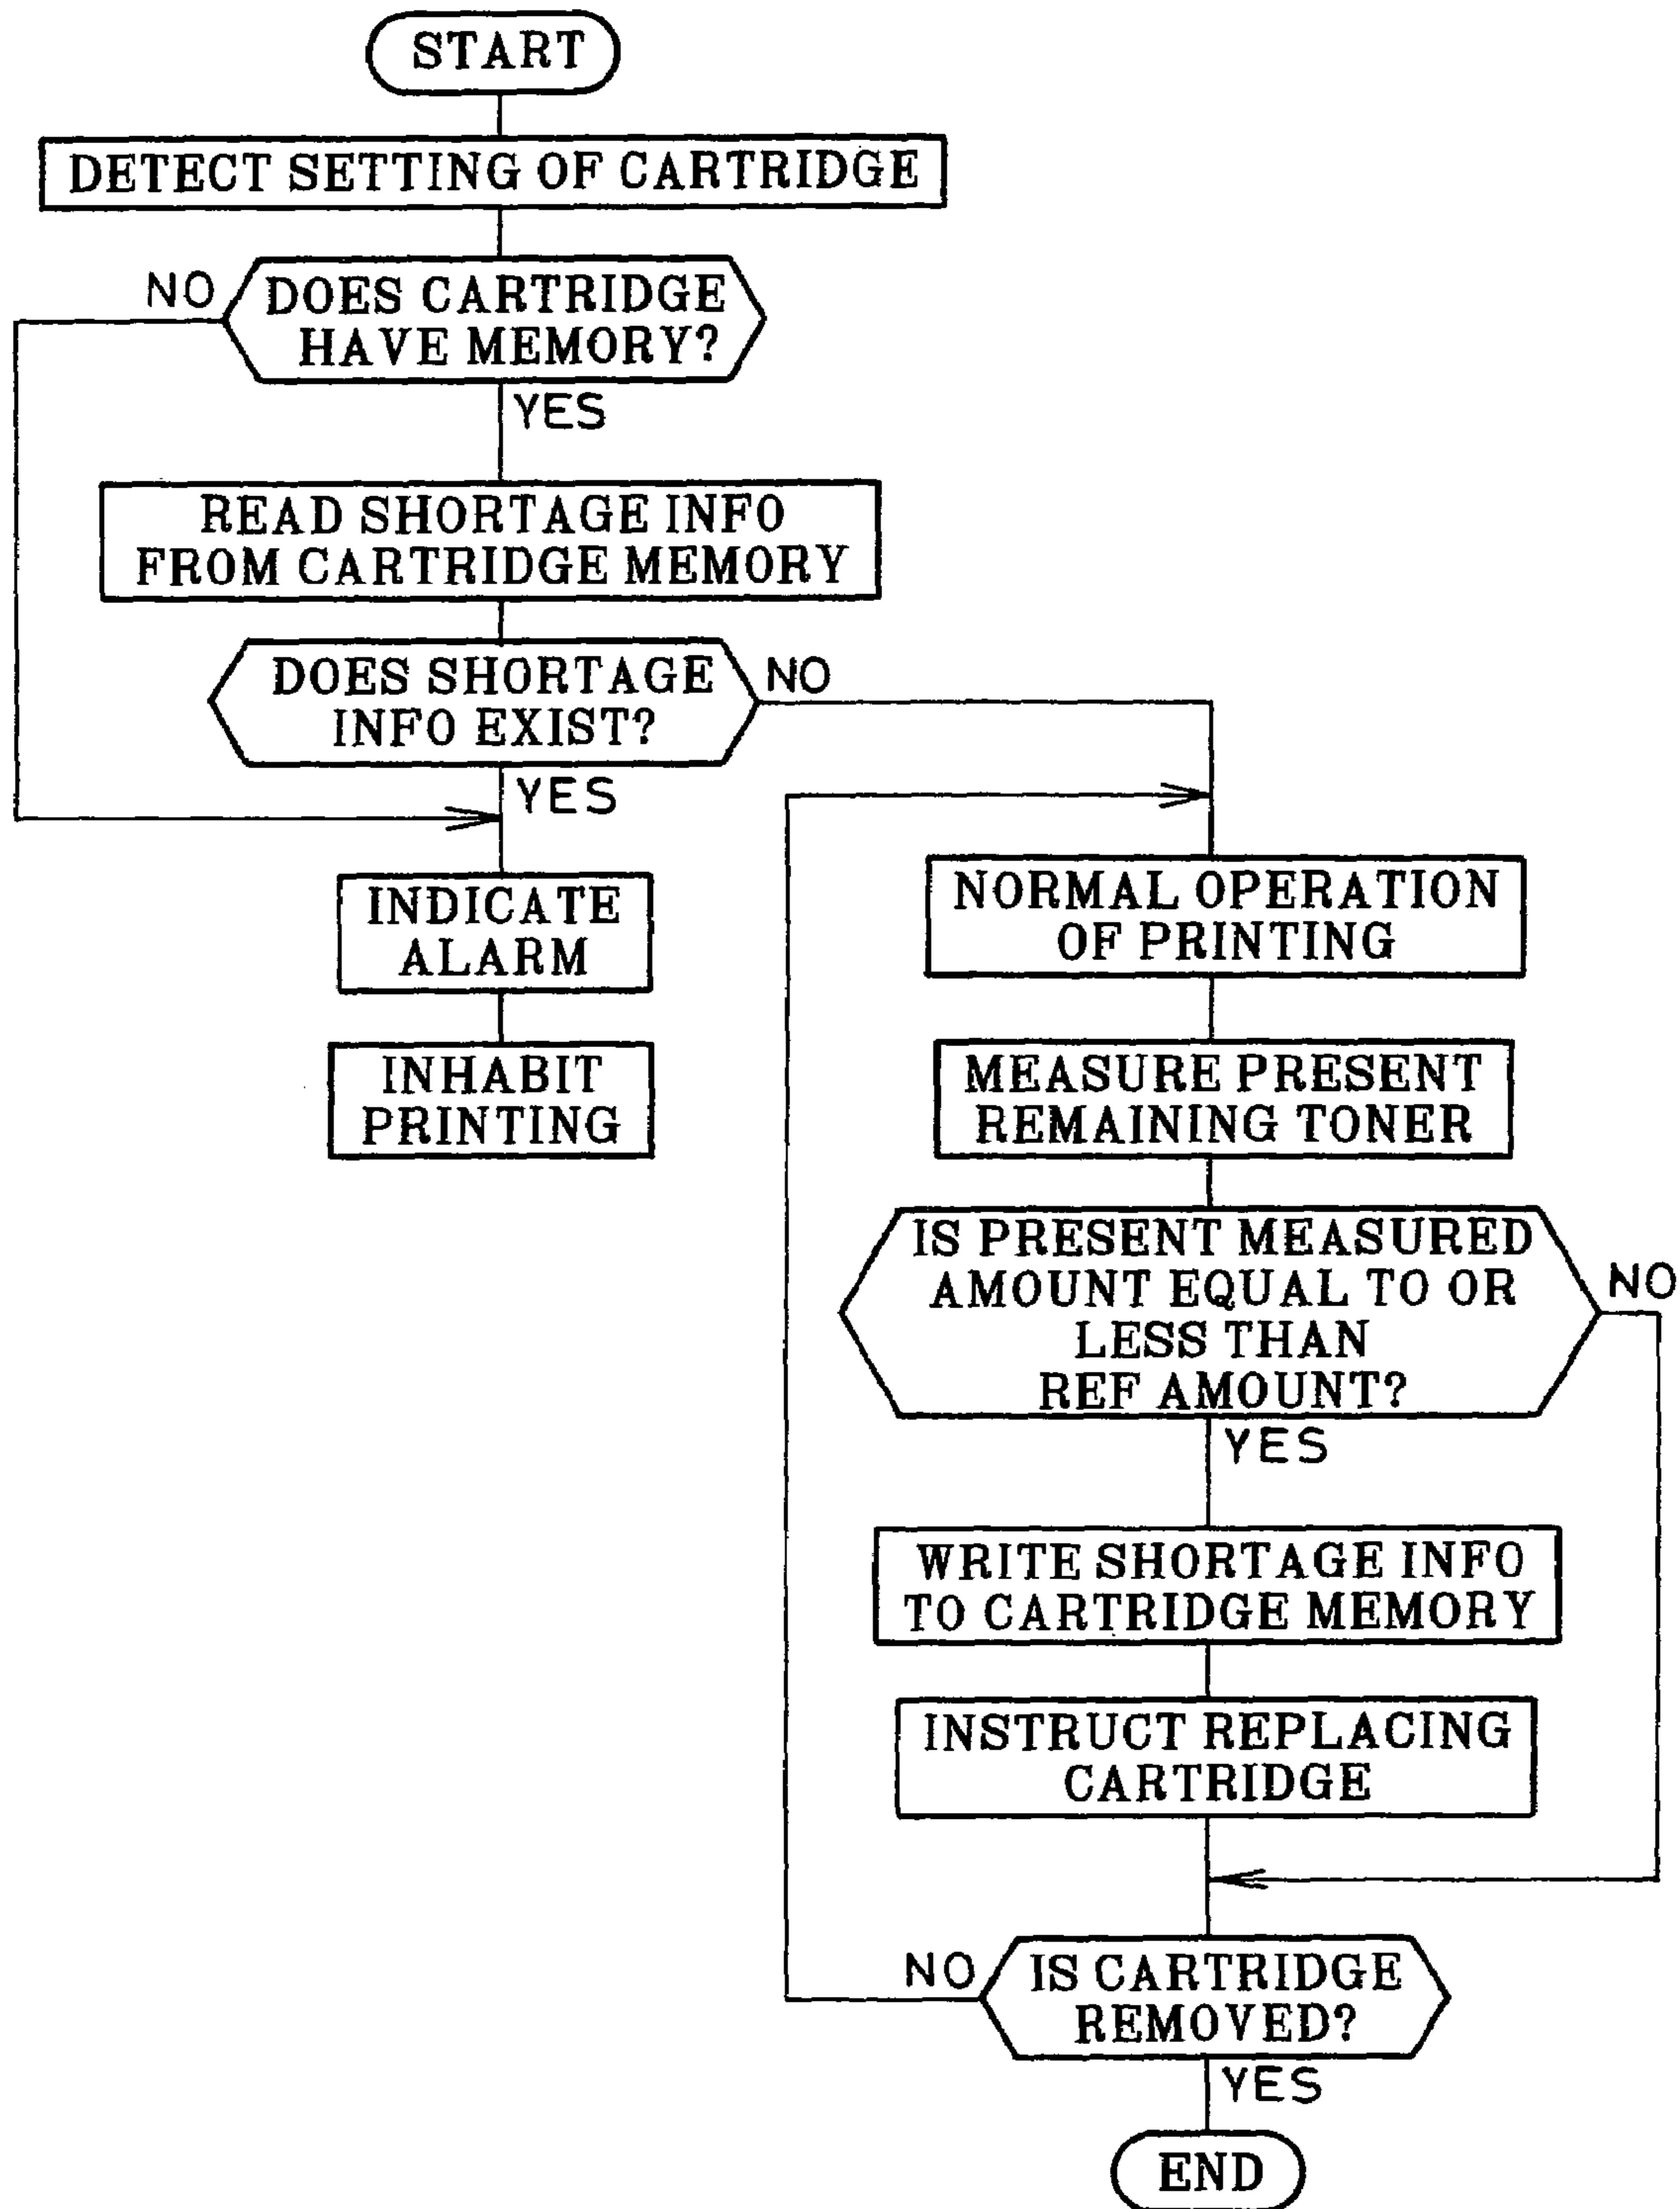 START
DETECT SETTING OF CARTRIDGE
NO
DOES CARTRIDGE
HAVE MEMORY?
YES
READ SHORTAGE INFO
FROM CARTRIDGE MEMORY
DOES SHORTAGE
INFO EXIST?
NO
YES
INDICATE
ALARM
INHABIT
PRINTING
NORMAL OPERATION
OF PRINTING
MEASURE PRESENT
REMAINING TONER
IS PRESENT MEASURED
AMOUNT EQUAL TO OR
LESS THAN
REF AMOUNT?
NO
YES
WRITE SHORTAGE INFO
TO CARTRIDGE MEMORY
INSTRUCT REPLACING
CARTRIDGE
NO
IS CARTRIDGE
REMOVED?
YES
END